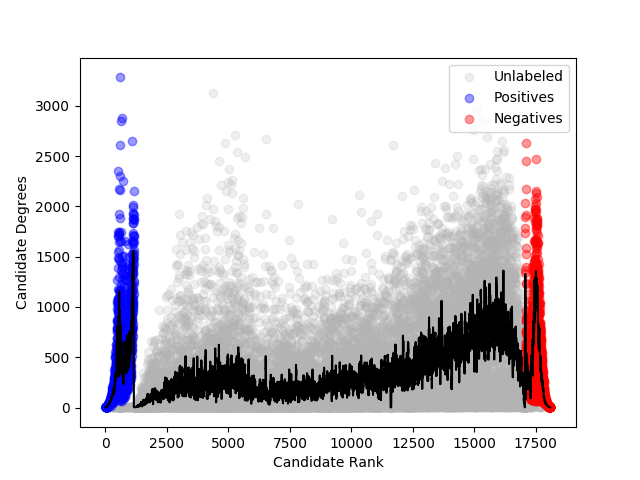 Unlabeled
Positives
Negatives
3000
2500
2000
1500
1000
500
0
Candidate Degrees
0 2500 5000 7500 10000 12500 15000 17500
Candidate Rank